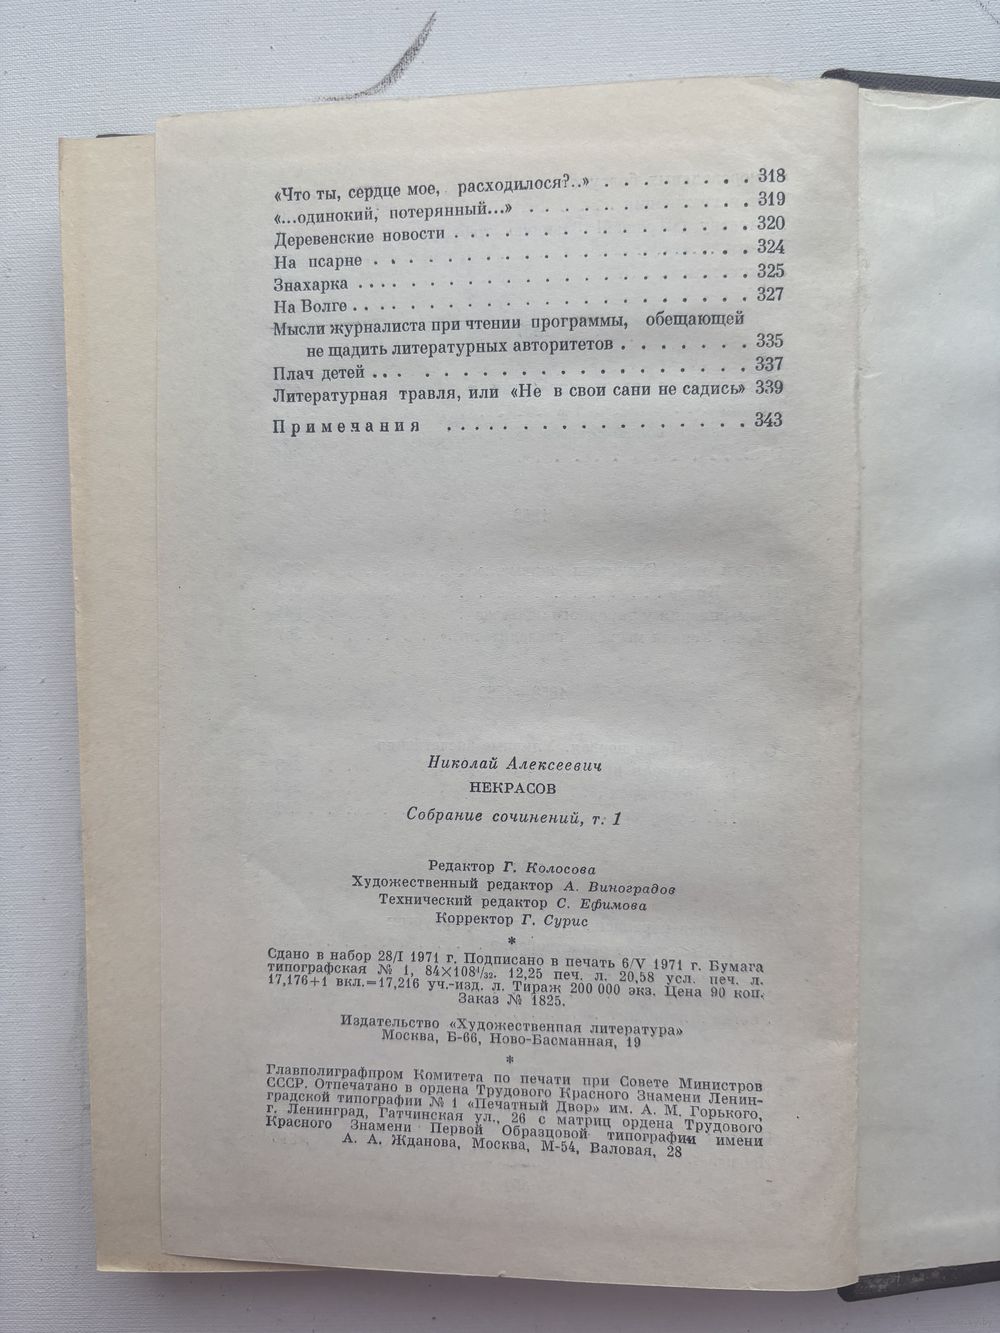 «Что ты, сердце мое, расходилося?..» . . . . . . . . 318
«...одинокий, потерянный...» . . . . . . . . . . . . 319
Деревенские новости . . . . . . . . . . . . . . . . 320
На псарне . . . . . . . . . . . . . . . . . . . . 324
Знахарка . . . . . . . . . . . . . . . . . . . . 325
На Волге . . . . . . . . . . . . . . . . . . . . 327
Мысли журналиста при чтении программы, обещающей
не щадить литературных авторитетов . . . . . . . 335
Плач детей . . . . . . . . . . . . . . . . . . . 337
Литературная травля, или «Не в свои сани не садись» 339
Примечания . . . . . . . . . . . . . . . . 343
Николай Алексеевич
НЕКРАСОВ
Собрание сочинений, т. 1
Редактор Г. Колосова
Художественный редактор А. Виноградов
Технический редактор С. Ефимова
Корректор Г. Сурис
*
Сдано в набор 28/I 1971 г. Подписано в печать 6/V 1971 г. Бумага
типографская № 1, 84×108¹/₃₂. 12,25 печ. л. 20,58 усл. печ. л.
17,176+1 вкл.=17,216 уч.-изд. л. Тираж 200 000 экз. Цена 90 коп.
Заказ № 1825.
Издательство «Художественная литература»
Москва, Б-66, Ново-Басманная, 19
*
Главполиграфпром Комитета по печати при Совете Министров
СССР. Отпечатано в ордена Трудового Красного Знамени Ленин-
градской типографии № 1 «Печатный Двор» им. А. М. Горького,
г. Ленинград, Гатчинская ул., 26 с матриц ордена Трудового
Красного Знамени Первой Образцовой типографии имени
А. А. Жданова, Москва, М-54, Валовая, 28